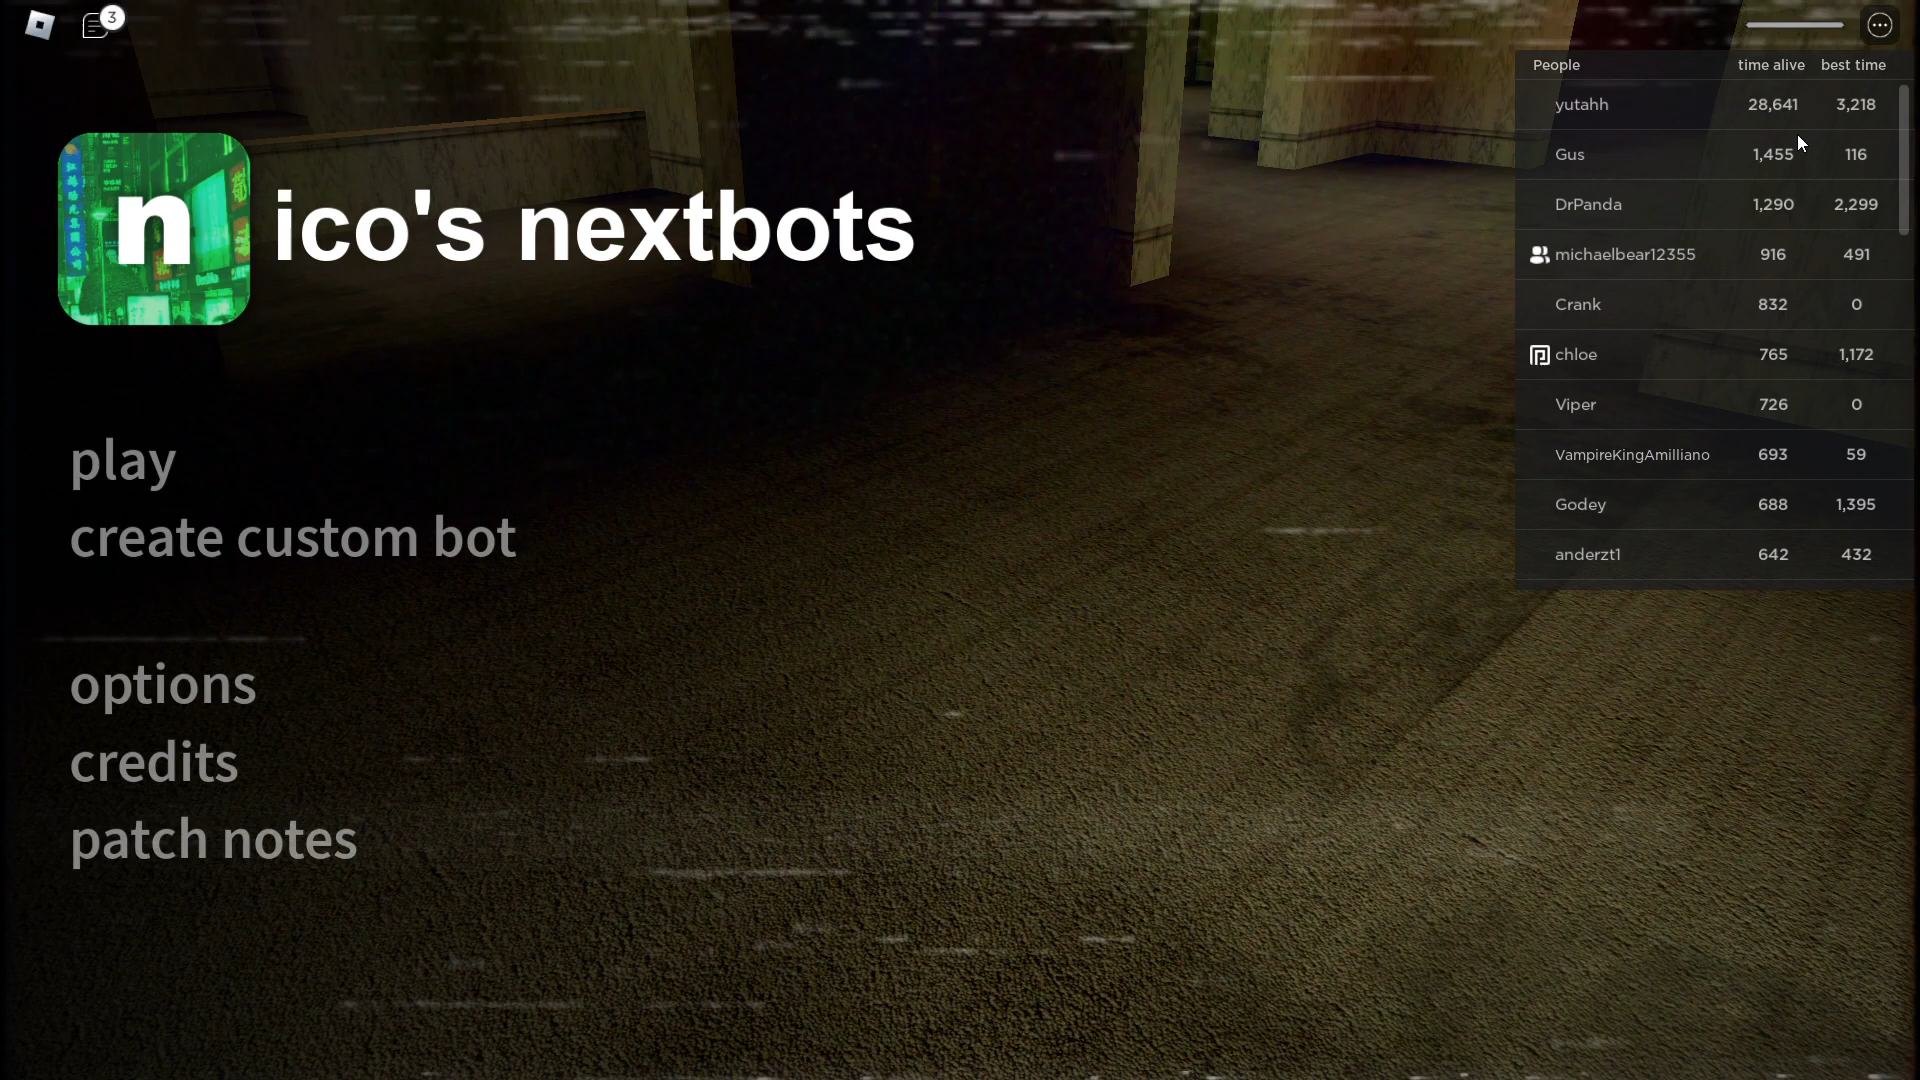 3
nico's nextbots
play
create custom bot
options
credits
patch notes
People time alive best time
yutahh 28,641 3,218
Gus 1,455 116
DrPanda 1,290 2,299
michaelbear12355 916 491
Crank 832 0
chloe 765 1,172
Viper 726 0
VampireKingAmilliano 693 59
Godey 688 1,395
anderzt1 642 432